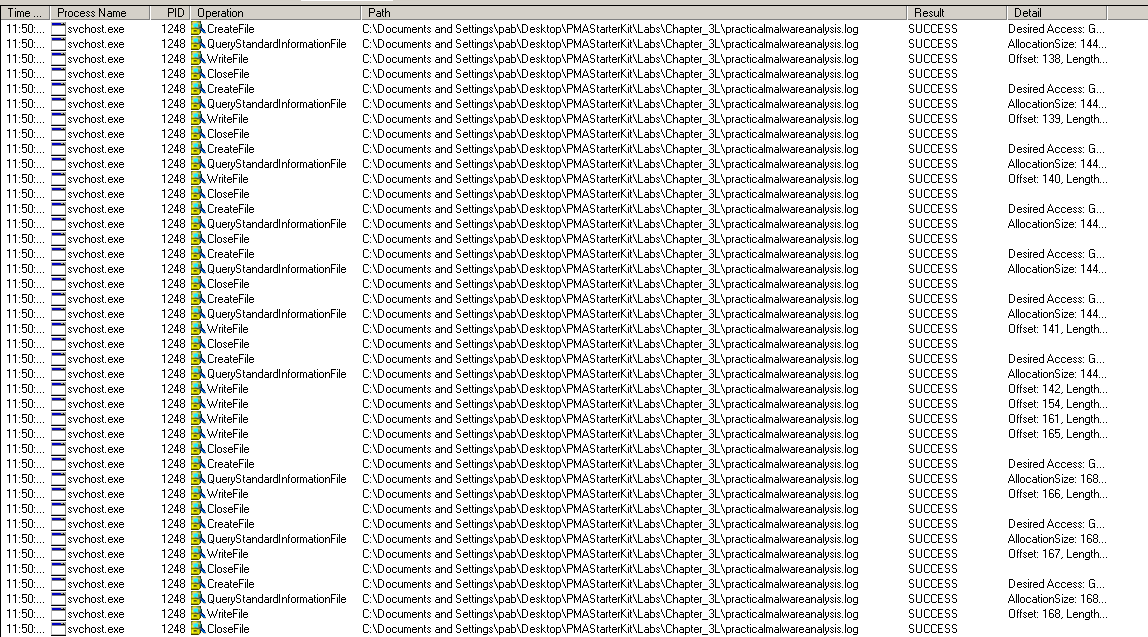 Time ... Process Name PID Operation Path Result Detail
11:50:... svchost.exe 1248 CreateFile C:\Documents and Settings\pab\Desktop\PMAStarterKit\Labs\Chapter_3L\practicalmalwareanalysis.log SUCCESS Desired Access: G...
11:50:... svchost.exe 1248 QueryStandardInformationFile C:\Documents and Settings\pab\Desktop\PMAStarterKit\Labs\Chapter_3L\practicalmalwareanalysis.log SUCCESS AllocationSize: 144...
11:50:... svchost.exe 1248 WriteFile C:\Documents and Settings\pab\Desktop\PMAStarterKit\Labs\Chapter_3L\practicalmalwareanalysis.log SUCCESS Offset: 138, Length...
11:50:... svchost.exe 1248 CloseFile C:\Documents and Settings\pab\Desktop\PMAStarterKit\Labs\Chapter_3L\practicalmalwareanalysis.log SUCCESS
11:50:... svchost.exe 1248 CreateFile C:\Documents and Settings\pab\Desktop\PMAStarterKit\Labs\Chapter_3L\practicalmalwareanalysis.log SUCCESS Desired Access: G...
11:50:... svchost.exe 1248 QueryStandardInformationFile C:\Documents and Settings\pab\Desktop\PMAStarterKit\Labs\Chapter_3L\practicalmalwareanalysis.log SUCCESS AllocationSize: 144...
11:50:... svchost.exe 1248 WriteFile C:\Documents and Settings\pab\Desktop\PMAStarterKit\Labs\Chapter_3L\practicalmalwareanalysis.log SUCCESS Offset: 139, Length...
11:50:... svchost.exe 1248 CloseFile C:\Documents and Settings\pab\Desktop\PMAStarterKit\Labs\Chapter_3L\practicalmalwareanalysis.log SUCCESS
11:50:... svchost.exe 1248 CreateFile C:\Documents and Settings\pab\Desktop\PMAStarterKit\Labs\Chapter_3L\practicalmalwareanalysis.log SUCCESS Desired Access: G...
11:50:... svchost.exe 1248 QueryStandardInformationFile C:\Documents and Settings\pab\Desktop\PMAStarterKit\Labs\Chapter_3L\practicalmalwareanalysis.log SUCCESS AllocationSize: 144...
11:50:... svchost.exe 1248 WriteFile C:\Documents and Settings\pab\Desktop\PMAStarterKit\Labs\Chapter_3L\practicalmalwareanalysis.log SUCCESS Offset: 140, Length...
11:50:... svchost.exe 1248 CloseFile C:\Documents and Settings\pab\Desktop\PMAStarterKit\Labs\Chapter_3L\practicalmalwareanalysis.log SUCCESS
11:50:... svchost.exe 1248 CreateFile C:\Documents and Settings\pab\Desktop\PMAStarterKit\Labs\Chapter_3L\practicalmalwareanalysis.log SUCCESS Desired Access: G...
11:50:... svchost.exe 1248 QueryStandardInformationFile C:\Documents and Settings\pab\Desktop\PMAStarterKit\Labs\Chapter_3L\practicalmalwareanalysis.log SUCCESS AllocationSize: 144...
11:50:... svchost.exe 1248 CloseFile C:\Documents and Settings\pab\Desktop\PMAStarterKit\Labs\Chapter_3L\practicalmalwareanalysis.log SUCCESS
11:50:... svchost.exe 1248 CreateFile C:\Documents and Settings\pab\Desktop\PMAStarterKit\Labs\Chapter_3L\practicalmalwareanalysis.log SUCCESS Desired Access: G...
11:50:... svchost.exe 1248 QueryStandardInformationFile C:\Documents and Settings\pab\Desktop\PMAStarterKit\Labs\Chapter_3L\practicalmalwareanalysis.log SUCCESS AllocationSize: 144...
11:50:... svchost.exe 1248 CloseFile C:\Documents and Settings\pab\Desktop\PMAStarterKit\Labs\Chapter_3L\practicalmalwareanalysis.log SUCCESS
11:50:... svchost.exe 1248 CreateFile C:\Documents and Settings\pab\Desktop\PMAStarterKit\Labs\Chapter_3L\practicalmalwareanalysis.log SUCCESS Desired Access: G...
11:50:... svchost.exe 1248 QueryStandardInformationFile C:\Documents and Settings\pab\Desktop\PMAStarterKit\Labs\Chapter_3L\practicalmalwareanalysis.log SUCCESS AllocationSize: 144...
11:50:... svchost.exe 1248 WriteFile C:\Documents and Settings\pab\Desktop\PMAStarterKit\Labs\Chapter_3L\practicalmalwareanalysis.log SUCCESS Offset: 141, Length...
11:50:... svchost.exe 1248 CloseFile C:\Documents and Settings\pab\Desktop\PMAStarterKit\Labs\Chapter_3L\practicalmalwareanalysis.log SUCCESS
11:50:... svchost.exe 1248 CreateFile C:\Documents and Settings\pab\Desktop\PMAStarterKit\Labs\Chapter_3L\practicalmalwareanalysis.log SUCCESS Desired Access: G...
11:50:... svchost.exe 1248 QueryStandardInformationFile C:\Documents and Settings\pab\Desktop\PMAStarterKit\Labs\Chapter_3L\practicalmalwareanalysis.log SUCCESS AllocationSize: 144...
11:50:... svchost.exe 1248 WriteFile C:\Documents and Settings\pab\Desktop\PMAStarterKit\Labs\Chapter_3L\practicalmalwareanalysis.log SUCCESS Offset: 142, Length...
11:50:... svchost.exe 1248 WriteFile C:\Documents and Settings\pab\Desktop\PMAStarterKit\Labs\Chapter_3L\practicalmalwareanalysis.log SUCCESS Offset: 154, Length...
11:50:... svchost.exe 1248 WriteFile C:\Documents and Settings\pab\Desktop\PMAStarterKit\Labs\Chapter_3L\practicalmalwareanalysis.log SUCCESS Offset: 161, Length...
11:50:... svchost.exe 1248 WriteFile C:\Documents and Settings\pab\Desktop\PMAStarterKit\Labs\Chapter_3L\practicalmalwareanalysis.log SUCCESS Offset: 165, Length...
11:50:... svchost.exe 1248 CloseFile C:\Documents and Settings\pab\Desktop\PMAStarterKit\Labs\Chapter_3L\practicalmalwareanalysis.log SUCCESS
11:50:... svchost.exe 1248 CreateFile C:\Documents and Settings\pab\Desktop\PMAStarterKit\Labs\Chapter_3L\practicalmalwareanalysis.log SUCCESS Desired Access: G...
11:50:... svchost.exe 1248 QueryStandardInformationFile C:\Documents and Settings\pab\Desktop\PMAStarterKit\Labs\Chapter_3L\practicalmalwareanalysis.log SUCCESS AllocationSize: 168...
11:50:... svchost.exe 1248 WriteFile C:\Documents and Settings\pab\Desktop\PMAStarterKit\Labs\Chapter_3L\practicalmalwareanalysis.log SUCCESS Offset: 166, Length...
11:50:... svchost.exe 1248 CloseFile C:\Documents and Settings\pab\Desktop\PMAStarterKit\Labs\Chapter_3L\practicalmalwareanalysis.log SUCCESS
11:50:... svchost.exe 1248 CreateFile C:\Documents and Settings\pab\Desktop\PMAStarterKit\Labs\Chapter_3L\practicalmalwareanalysis.log SUCCESS Desired Access: G...
11:50:... svchost.exe 1248 QueryStandardInformationFile C:\Documents and Settings\pab\Desktop\PMAStarterKit\Labs\Chapter_3L\practicalmalwareanalysis.log SUCCESS AllocationSize: 168...
11:50:... svchost.exe 1248 WriteFile C:\Documents and Settings\pab\Desktop\PMAStarterKit\Labs\Chapter_3L\practicalmalwareanalysis.log SUCCESS Offset: 167, Length...
11:50:... svchost.exe 1248 CloseFile C:\Documents and Settings\pab\Desktop\PMAStarterKit\Labs\Chapter_3L\practicalmalwareanalysis.log SUCCESS
11:50:... svchost.exe 1248 CreateFile C:\Documents and Settings\pab\Desktop\PMAStarterKit\Labs\Chapter_3L\practicalmalwareanalysis.log SUCCESS Desired Access: G...
11:50:... svchost.exe 1248 QueryStandardInformationFile C:\Documents and Settings\pab\Desktop\PMAStarterKit\Labs\Chapter_3L\practicalmalwareanalysis.log SUCCESS AllocationSize: 168...
11:50:... svchost.exe 1248 WriteFile C:\Documents and Settings\pab\Desktop\PMAStarterKit\Labs\Chapter_3L\practicalmalwareanalysis.log SUCCESS Offset: 168, Length...
11:50:... svchost.exe 1248 CloseFile C:\Documents and Settings\pab\Desktop\PMAStarterKit\Labs\Chapter_3L\practicalmalwareanalysis.log SUCCESS